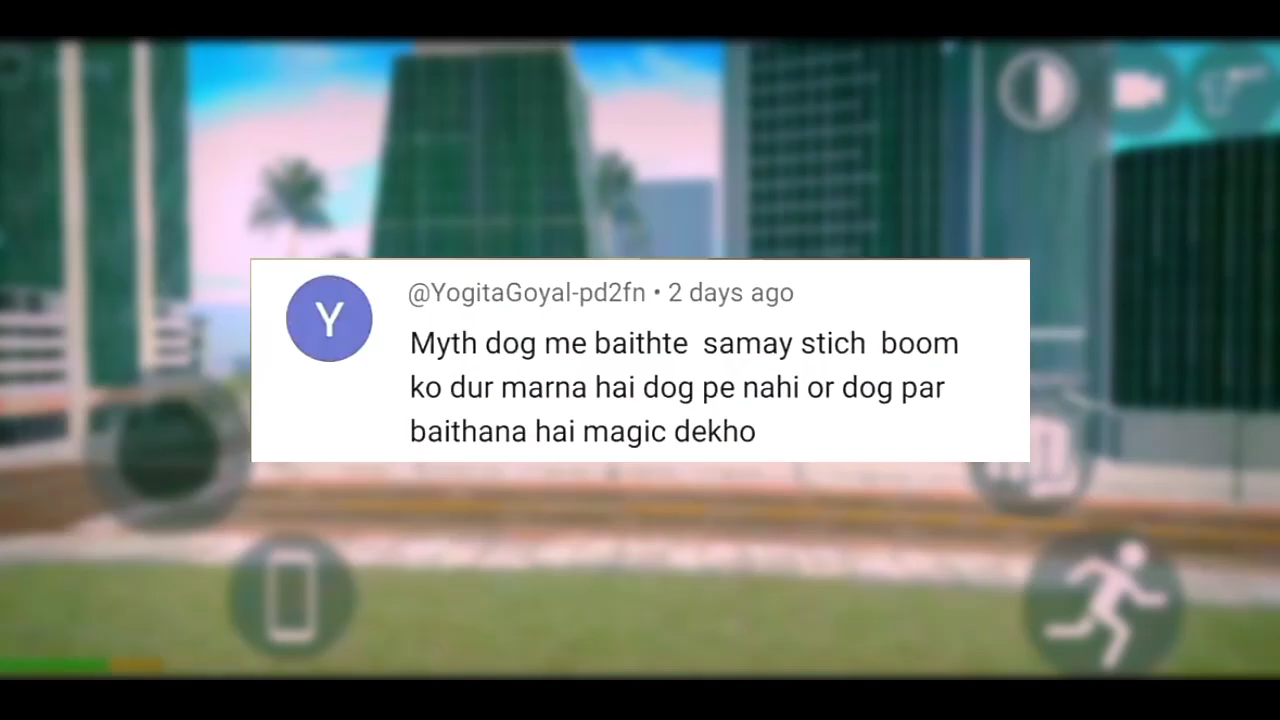 Y
@YogitaGoyal-pd2fn • 2 days ago
Myth dog me baithte  samay stich  boom
ko dur marna hai dog pe nahi or dog par
baithana hai magic dekho